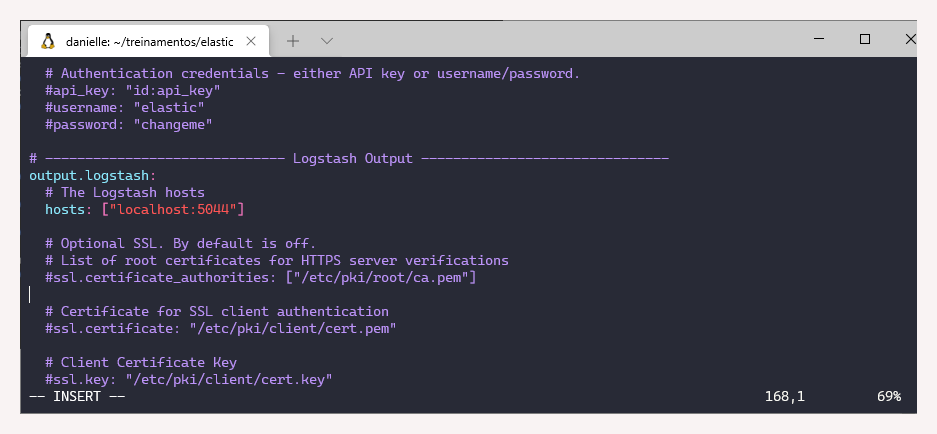 danielle: ~/treinamentos/elastic
# Authentication credentials - either API key or username/password.
#api_key: "id:api_key"
#username: "elastic"
#password: "changeme"
# ------------------------------ Logstash Output -------------------------------
output.logstash:
# The Logstash hosts
hosts: ["localhost:5044"]
# Optional SSL. By default is off.
# List of root certificates for HTTPS server verifications
#ssl.certificate_authorities: ["/etc/pki/root/ca.pem"]
# Certificate for SSL client authentication
#ssl.certificate: "/etc/pki/client/cert.pem"
# Client Certificate Key
#ssl.key: "/etc/pki/client/cert.key"
-- INSERT -- 168,1 69%